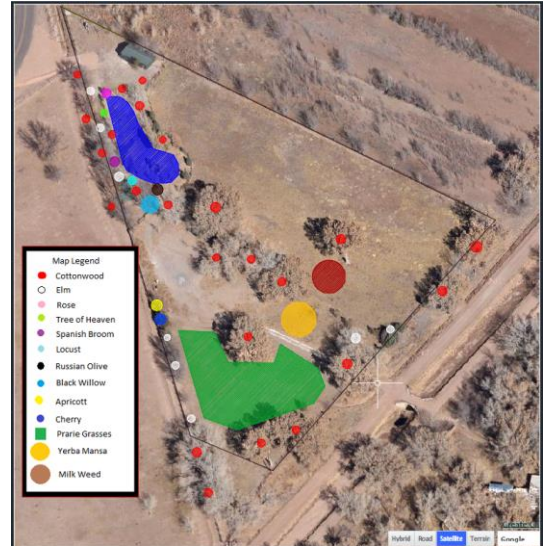 Map Legend
Cottonwood
Elm
Rose
Tree of Heaven
Spanish Broom
Locust
Russian Olive
Black Willow
Apricott
Cherry
Prarie Grasses
Yerba Mansa
Milk Weed
Hybrid Road Satellite Terrain Google